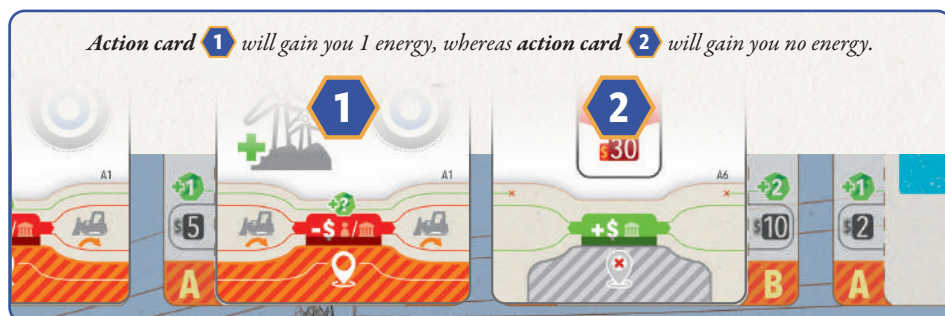 Action card 1 will gain you 1 energy, whereas action card 2 will gain you no energy.
1
2
$30
A1
A1
A6
+1
+?
+2
+1
$5
-$ /
+$
$10
$2
A
B
A